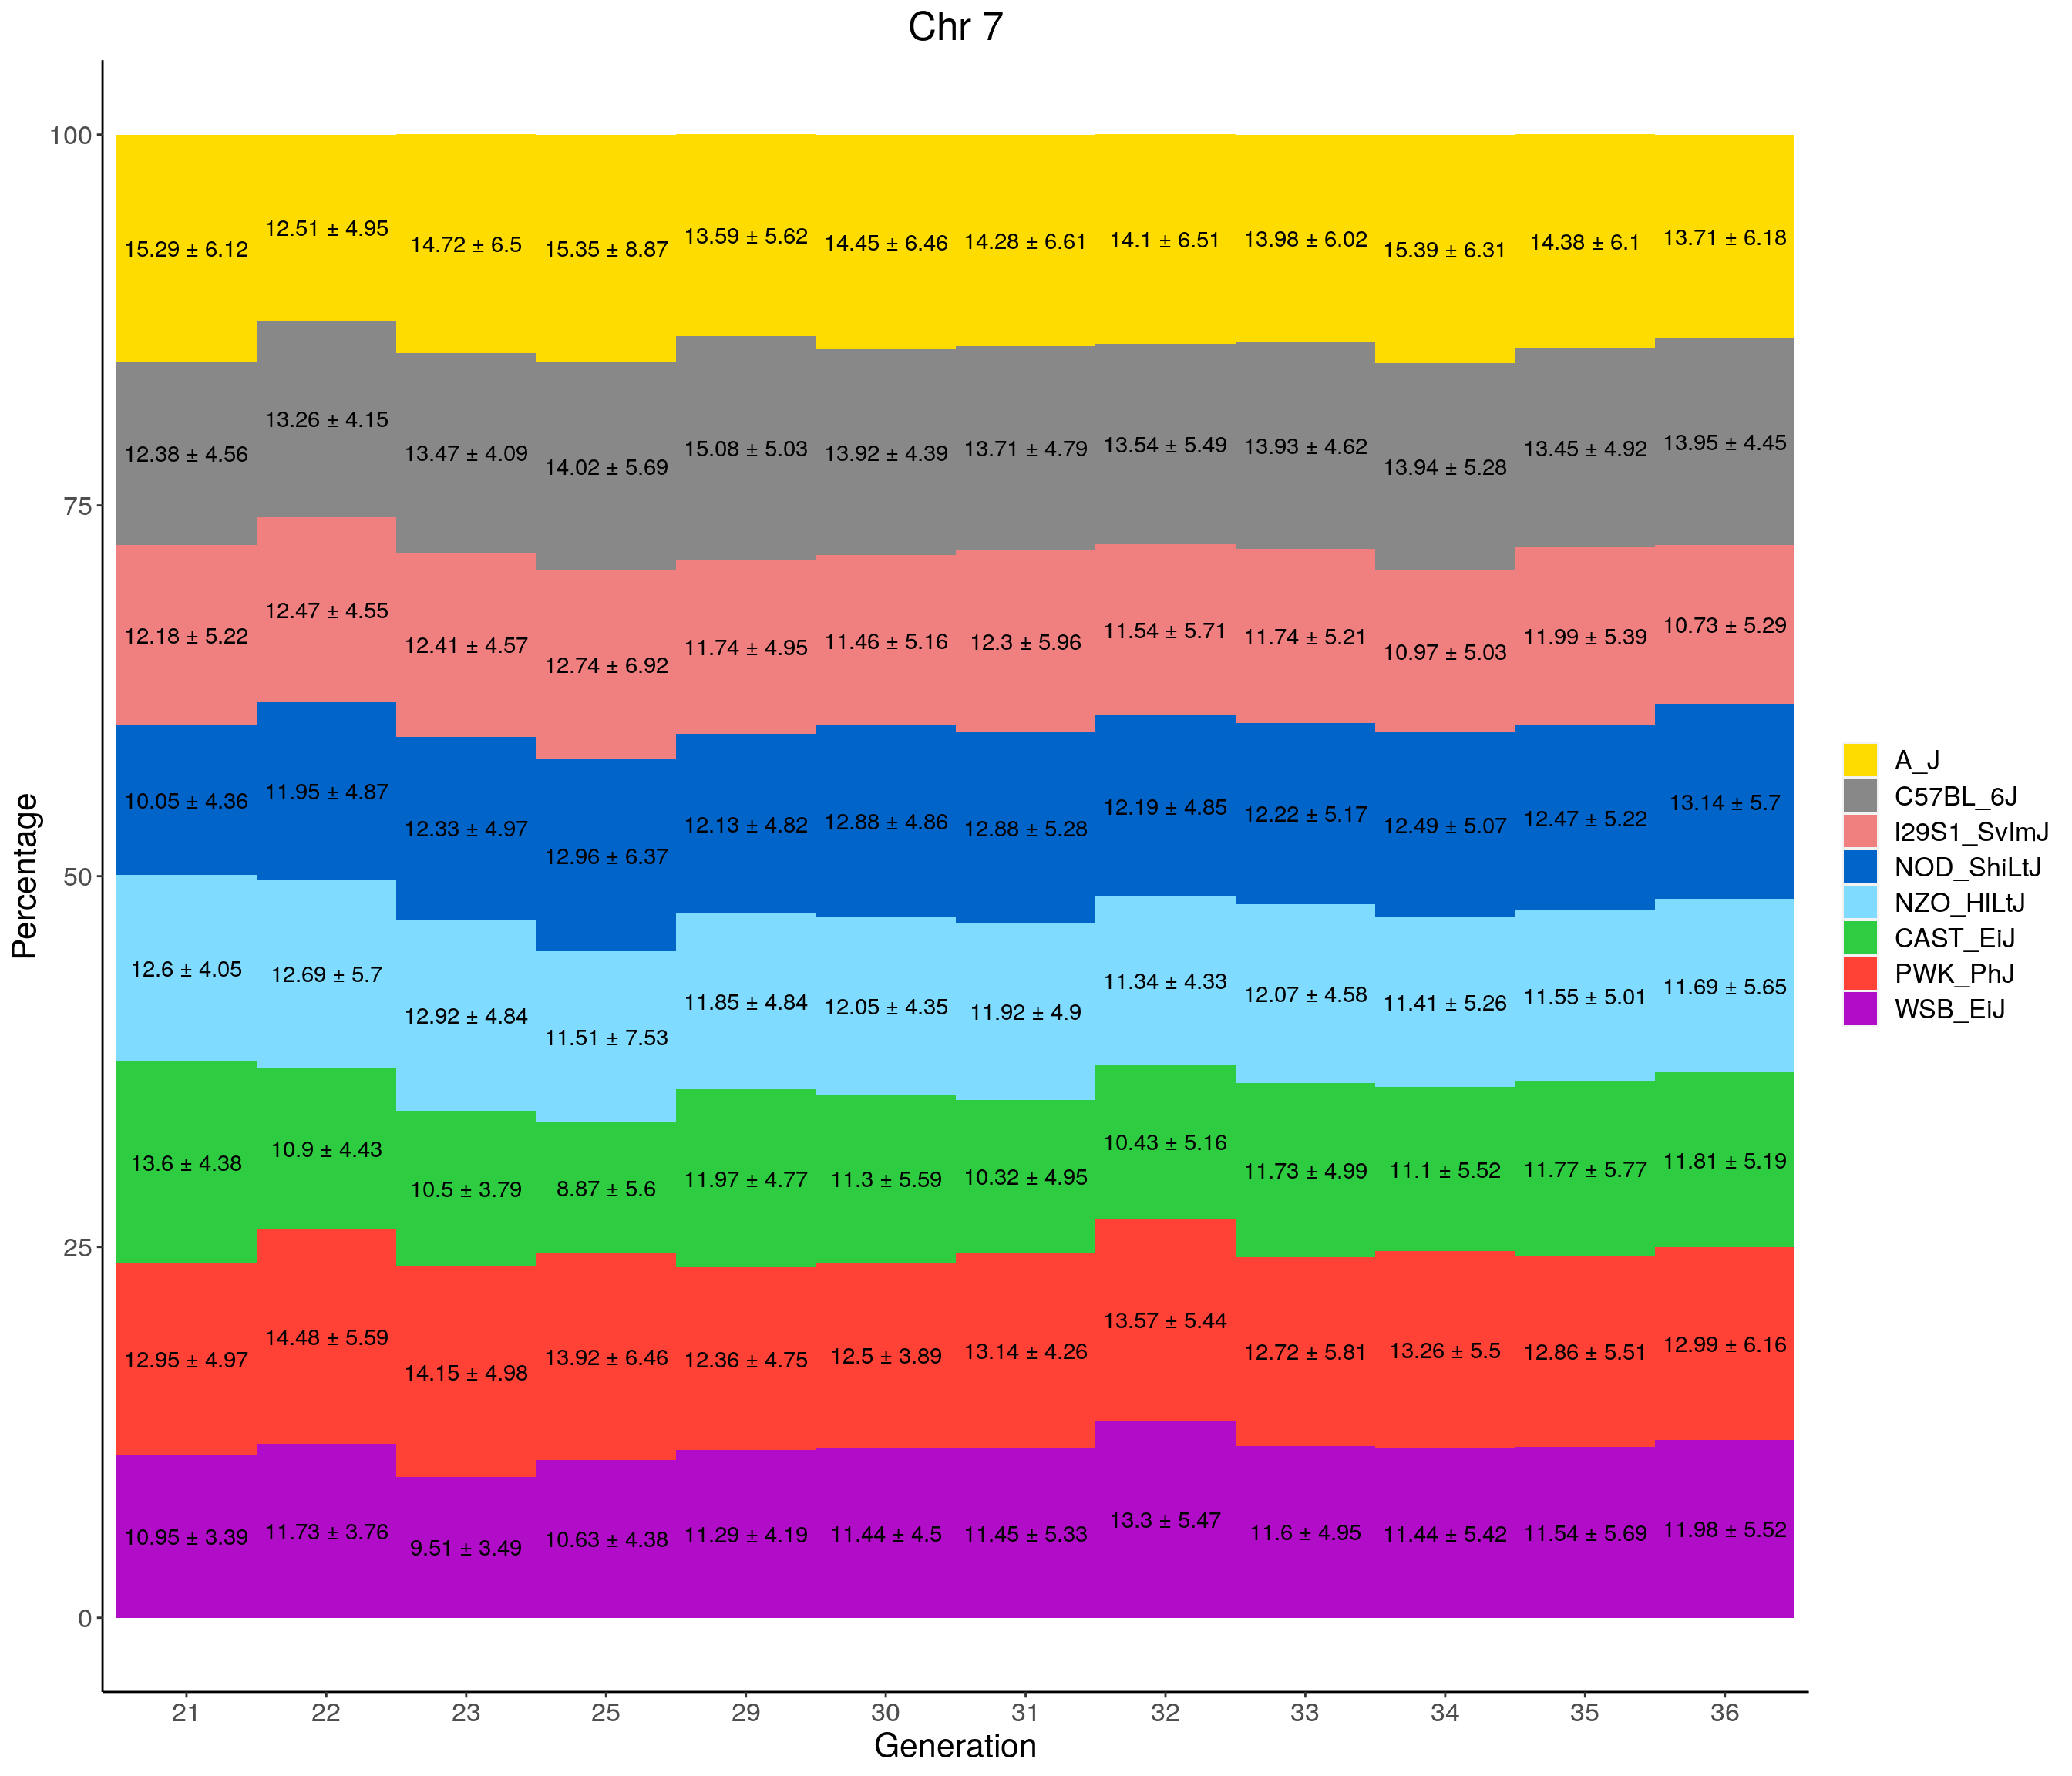 Chr 7
Percentage
100
75
50
25
0
15.29 ± 6.12 12.51 ± 4.95 14.72 ± 6.5 15.35 ± 8.87 13.59 ± 5.62 14.45 ± 6.46 14.28 ± 6.61 14.1 ± 6.51 13.98 ± 6.02 15.39 ± 6.31 14.38 ± 6.1 13.71 ± 6.18
12.38 ± 4.56 13.26 ± 4.15 13.47 ± 4.09 14.02 ± 5.69 15.08 ± 5.03 13.92 ± 4.39 13.71 ± 4.79 13.54 ± 5.49 13.93 ± 4.62 13.94 ± 5.28 13.45 ± 4.92 13.95 ± 4.45
12.18 ± 5.22 12.47 ± 4.55 12.41 ± 4.57 12.74 ± 6.92 11.74 ± 4.95 11.46 ± 5.16 12.3 ± 5.96 11.54 ± 5.71 11.74 ± 5.21 10.97 ± 5.03 11.99 ± 5.39 10.73 ± 5.29
10.05 ± 4.36 11.95 ± 4.87 12.33 ± 4.97 12.96 ± 6.37 12.13 ± 4.82 12.88 ± 4.86 12.88 ± 5.28 12.19 ± 4.85 12.22 ± 5.17 12.49 ± 5.07 12.47 ± 5.22 13.14 ± 5.7
12.6 ± 4.05 12.69 ± 5.7 12.92 ± 4.84 11.51 ± 7.53 11.85 ± 4.84 12.05 ± 4.35 11.92 ± 4.9 11.34 ± 4.33 12.07 ± 4.58 11.41 ± 5.26 11.55 ± 5.01 11.69 ± 5.65
13.6 ± 4.38 10.9 ± 4.43 10.5 ± 3.79 8.87 ± 5.6 11.97 ± 4.77 11.3 ± 5.59 10.32 ± 4.95 10.43 ± 5.16 11.73 ± 4.99 11.1 ± 5.52 11.77 ± 5.77 11.81 ± 5.19
12.95 ± 4.97 14.48 ± 5.59 14.15 ± 4.98 13.92 ± 6.46 12.36 ± 4.75 12.5 ± 3.89 13.14 ± 4.26 13.57 ± 5.44 12.72 ± 5.81 13.26 ± 5.5 12.86 ± 5.51 12.99 ± 6.16
10.95 ± 3.39 11.73 ± 3.76 9.51 ± 3.49 10.63 ± 4.38 11.29 ± 4.19 11.44 ± 4.5 11.45 ± 5.33 13.3 ± 5.47 11.6 ± 4.95 11.44 ± 5.42 11.54 ± 5.69 11.98 ± 5.52
21 22 23 25 29 30 31 32 33 34 35 36
Generation
A_J
C57BL_6J
I29S1_SvImJ
NOD_ShiLtJ
NZO_HILtJ
CAST_EiJ
PWK_PhJ
WSB_EiJ